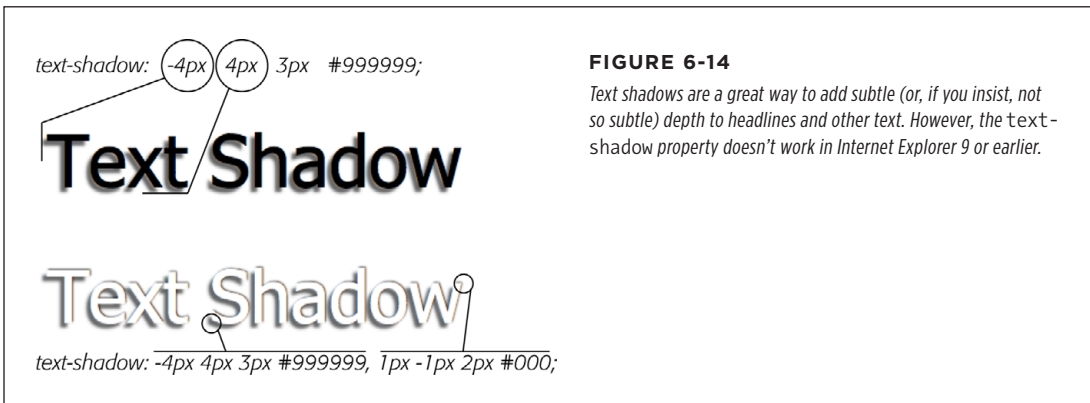 text-shadow: -4px 4px 3px #999999;
Text Shadow
Text Shadow
text-shadow: -4px 4px 3px #999999, 1px -1px 2px #000;
FIGURE 6-14
Text shadows are a great way to add subtle (or, if you insist, not
so subtle) depth to headlines and other text. However, the text-
shadow property doesn't work in Internet Explorer 9 or earlier.